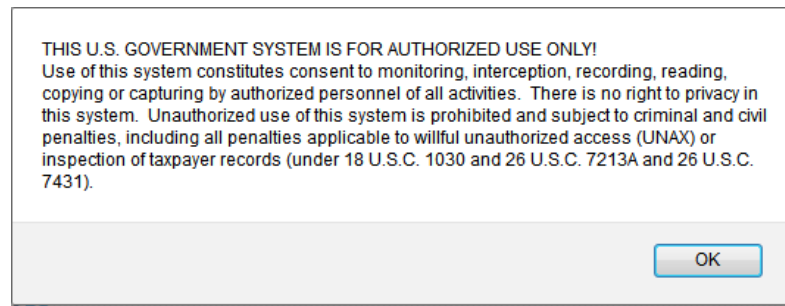 THIS U.S. GOVERNMENT SYSTEM IS FOR AUTHORIZED USE ONLY!
Use of this system constitutes consent to monitoring, interception, recording, reading,
copying or capturing by authorized personnel of all activities.  There is no right to privacy in
this system.  Unauthorized use of this system is prohibited and subject to criminal and civil
penalties, including all penalties applicable to willful unauthorized access (UNAX) or
inspection of taxpayer records (under 18 U.S.C. 1030 and 26 U.S.C. 7213A and 26 U.S.C.
7431).
OK